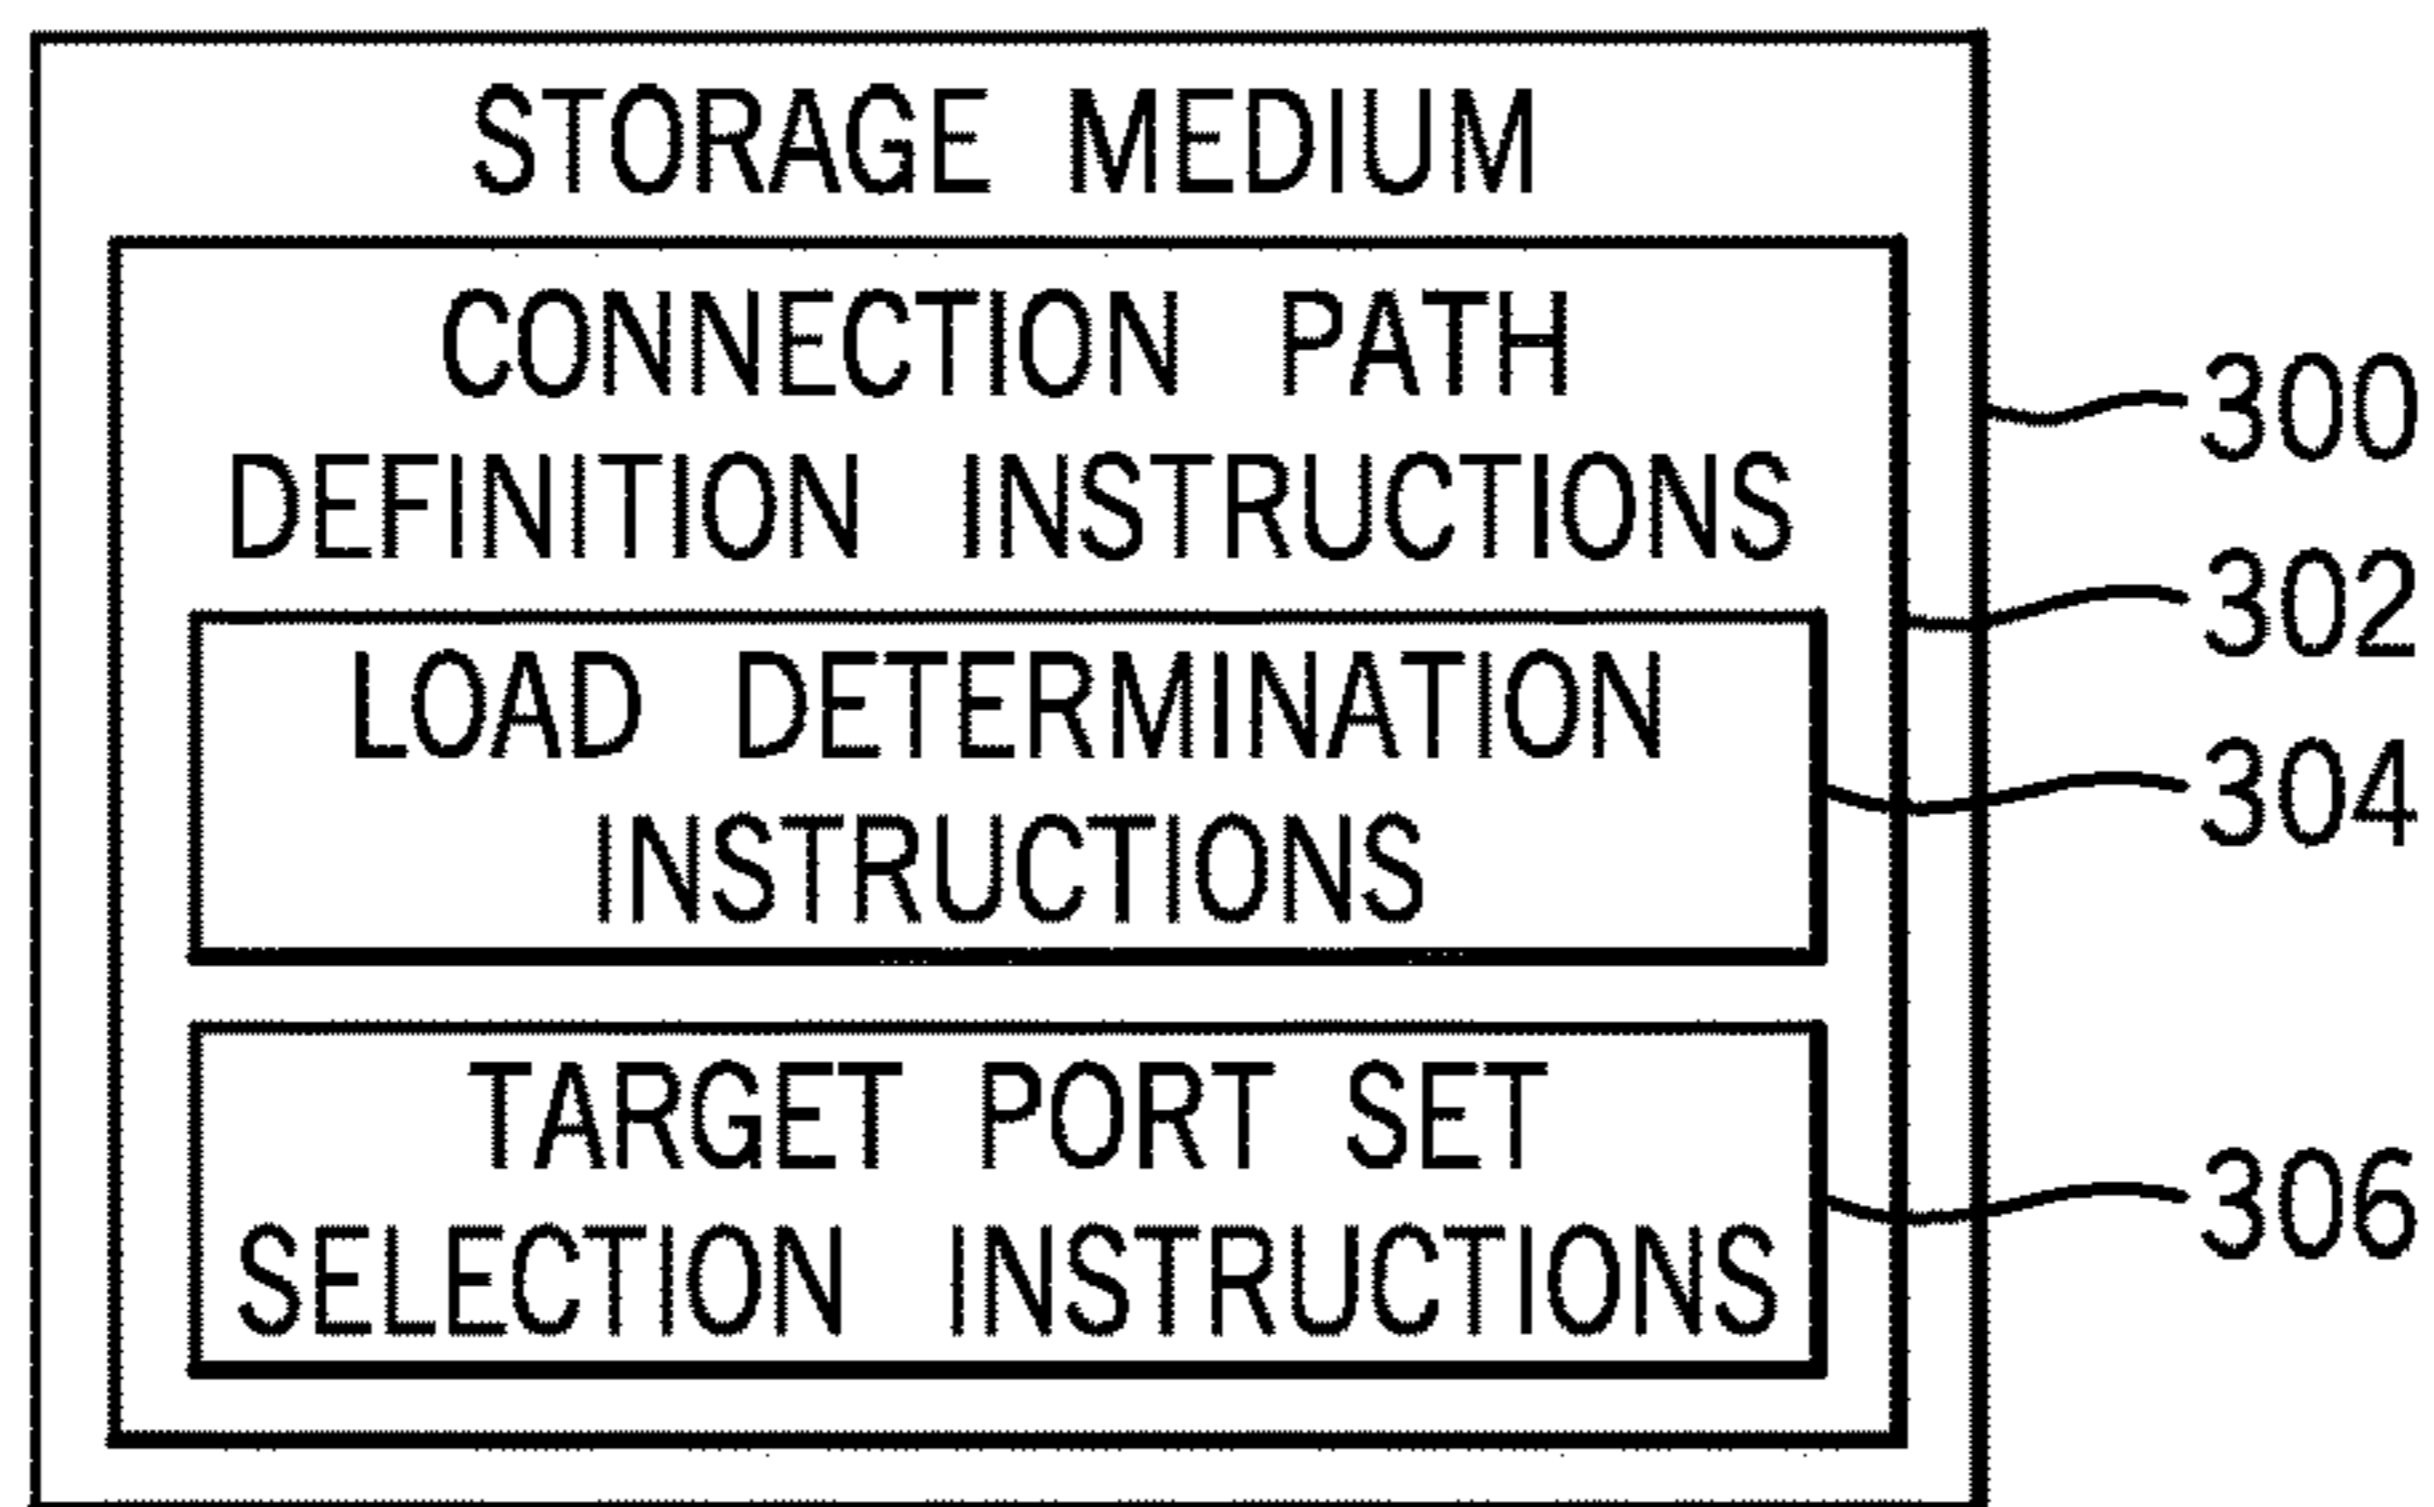 STORAGE MEDIUM
CONNECTION PATH
DEFINITION INSTRUCTIONS
LOAD DETERMINATION
INSTRUCTIONS
TARGET PORT SET
SELECTION INSTRUCTIONS
300
302
304
306